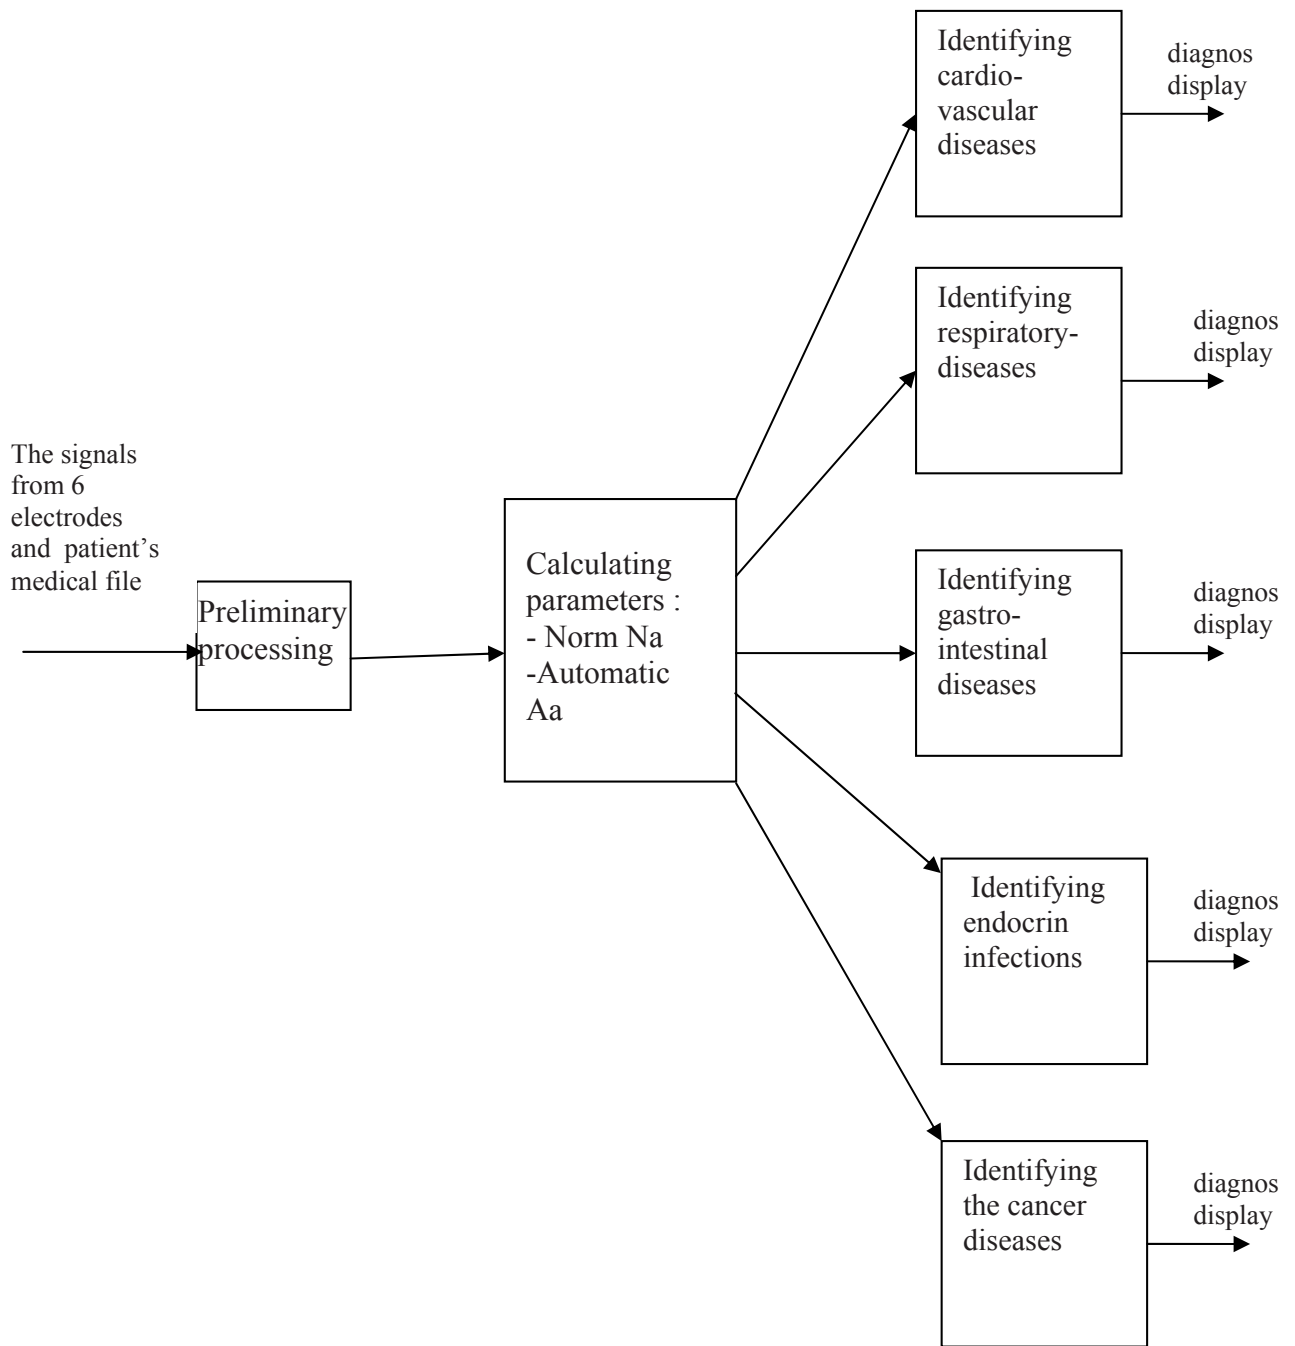 The signals
from 6
electrodes
and patient’s
medical file
Preliminary
processing
Calculating
parameters :
- Norm Na
-Automatic
Aa
Identifying
cardio-
vascular
diseases
diagnos
display
Identifying
respiratory-
diseases
diagnos
display
Identifying
gastro-
intestinal
diseases
diagnos
display
Identifying
endocrin
infections
diagnos
display
Identifying
the cancer
diseases
diagnos
display